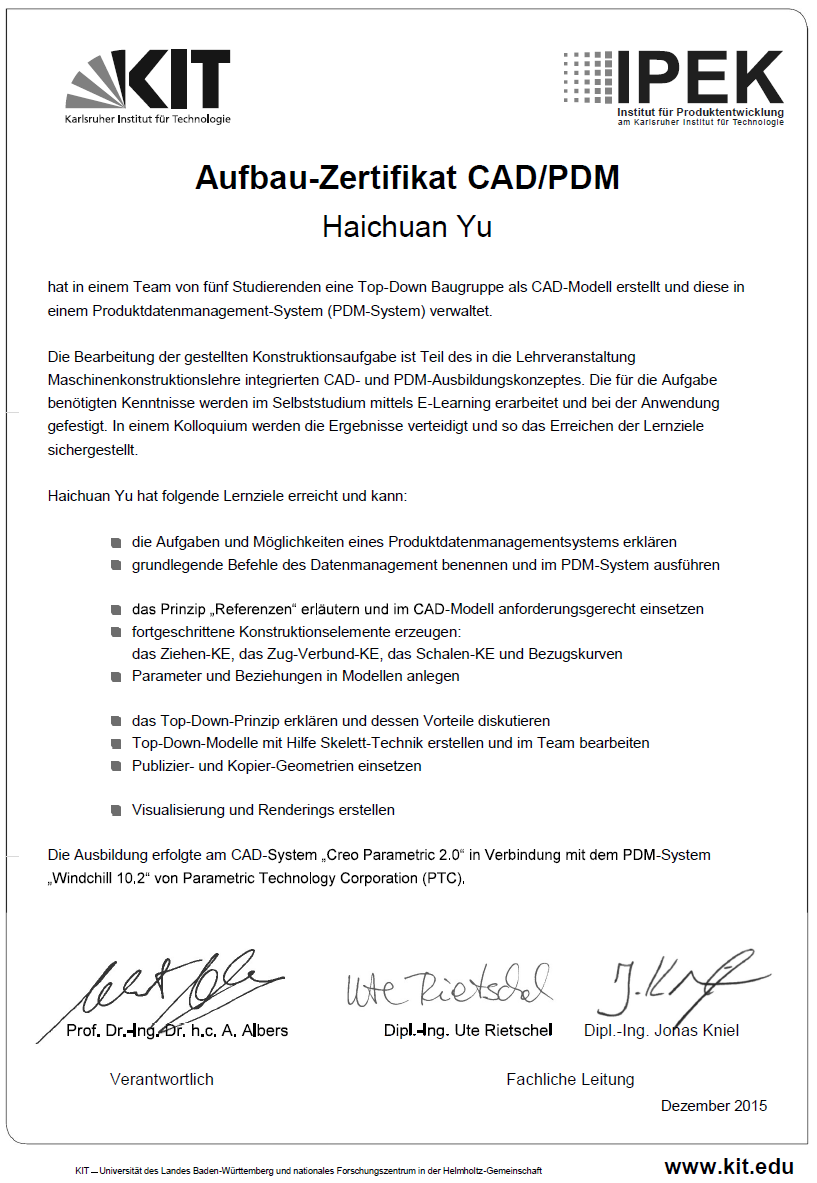 KIT
Karlsruher Institut für Technologie
IPEK
Institut für Produktentwicklung
am Karlsruher Institut für Technologie
Aufbau-Zertifikat CAD/PDM
Haichuan Yu
hat in einem Team von fünf Studierenden eine Top-Down Baugruppe als CAD-Modell erstellt und diese in
einem Produktdatenmanagement-System (PDM-System) verwaltet.
Die Bearbeitung der gestellten Konstruktionsaufgabe ist Teil des in die Lehrveranstaltung
Maschinenkonstruktionslehre integrierten CAD- und PDM-Ausbildungskonzeptes. Die für die Aufgabe
benötigten Kenntnisse werden im Selbststudium mittels E-Learning erarbeitet und bei der Anwendung
gefestigt. In einem Kolloquium werden die Ergebnisse verteidigt und so das Erreichen der Lernziele
sichergestellt.
Haichuan Yu hat folgende Lernziele erreicht und kann:
die Aufgaben und Möglichkeiten eines Produktdatenmanagementsystems erklären
grundlegende Befehle des Datenmanagement benennen und im PDM-System ausführen
das Prinzip „Referenzen“ erläutern und im CAD-Modell anforderungsgerecht einsetzen
fortgeschrittene Konstruktionselemente erzeugen:
das Ziehen-KE, das Zug-Verbund-KE, das Schalen-KE und Bezugskurven
Parameter und Beziehungen in Modellen anlegen
das Top-Down-Prinzip erklären und dessen Vorteile diskutieren
Top-Down-Modelle mit Hilfe Skelett-Technik erstellen und im Team bearbeiten
Publizier- und Kopier-Geometrien einsetzen
Visualisierung und Renderings erstellen
Die Ausbildung erfolgte am CAD-System „Creo Parametric 2.0“ in Verbindung mit dem PDM-System
„Windchill 10.2“ von Parametric Technology Corporation (PTC).
Ute Rietschel
J. Kniel
Prof. Dr.-Ing. Dr. h.c. A. Albers
Dipl.-Ing. Ute Rietschel
Dipl.-Ing. Jonas Kniel
Verantwortlich
Fachliche Leitung
Dezember 2015
KIT – Universität des Landes Baden-Württemberg und nationales Forschungszentrum in der Helmholtz-Gemeinschaft
www.kit.edu